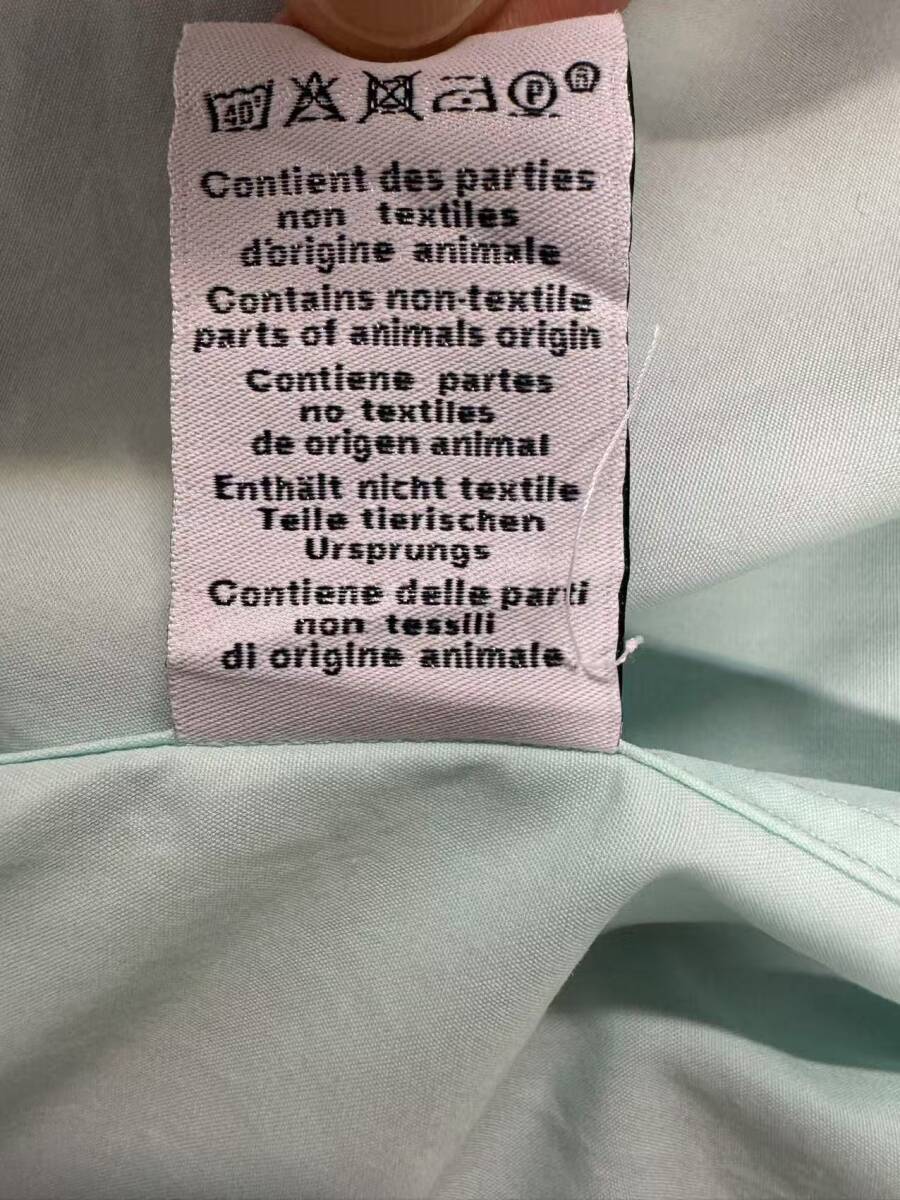 40°
P
Contient des parties
non textiles
d'origine animale
Contains non-textile
parts of animals origin
Contiene partes
no textiles
de origen animal
Enthält nicht textile
Teile tierischen
Ursprungs
Contiene delle parti
non tessili
di origine animale